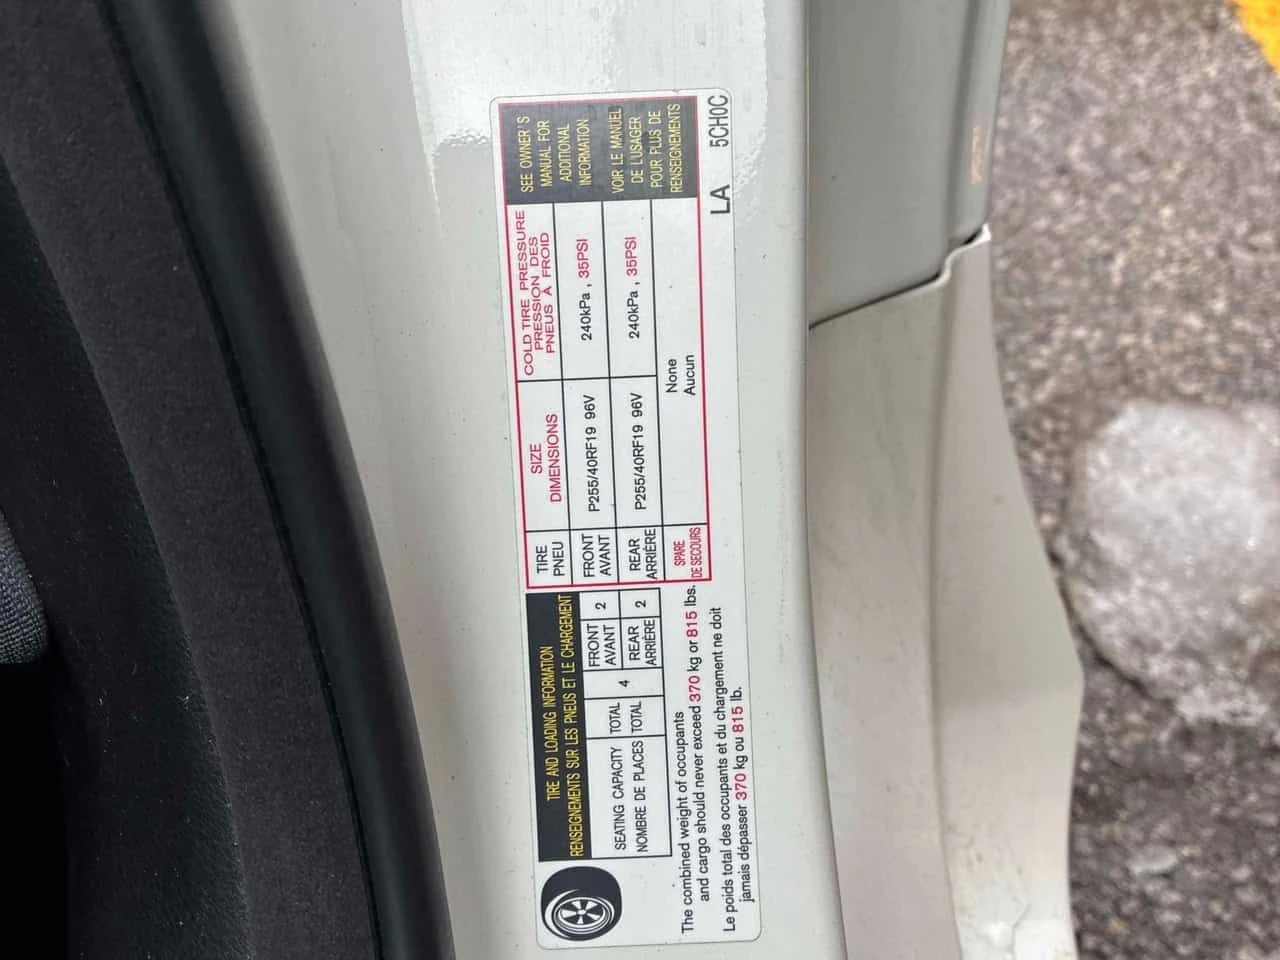 TIRE AND LOADING INFORMATION
RENSEIGNEMENTS SUR LES PNEUS ET LE CHARGEMENT
SEATING CAPACITY
NOMBRE DE PLACES
TOTAL
TOTAL
4
FRONT
AVANT
2
REAR
ARRIÈRE
2
The combined weight of occupants
and cargo should never exceed 370 kg or 815 lbs.
Le poids total des occupants et du chargement ne doit
jamais dépasser 370 kg ou 815 lb.
TIRE
PNEU
SIZE
DIMENSIONS
COLD TIRE PRESSURE
PRESSION DES
PNEUS À FROID
FRONT
AVANT
P255/40RF19 96V
240kPa , 35PSI
REAR
ARRIÈRE
P255/40RF19 96V
240kPa , 35PSI
SPARE
DE SECOURS
None
Aucun
SEE OWNER'S
MANUAL FOR
ADDITIONAL
INFORMATION
VOIR LE MANUEL
DE L'USAGER
POUR PLUS DE
RENSEIGNEMENTS
LA 5CH0C